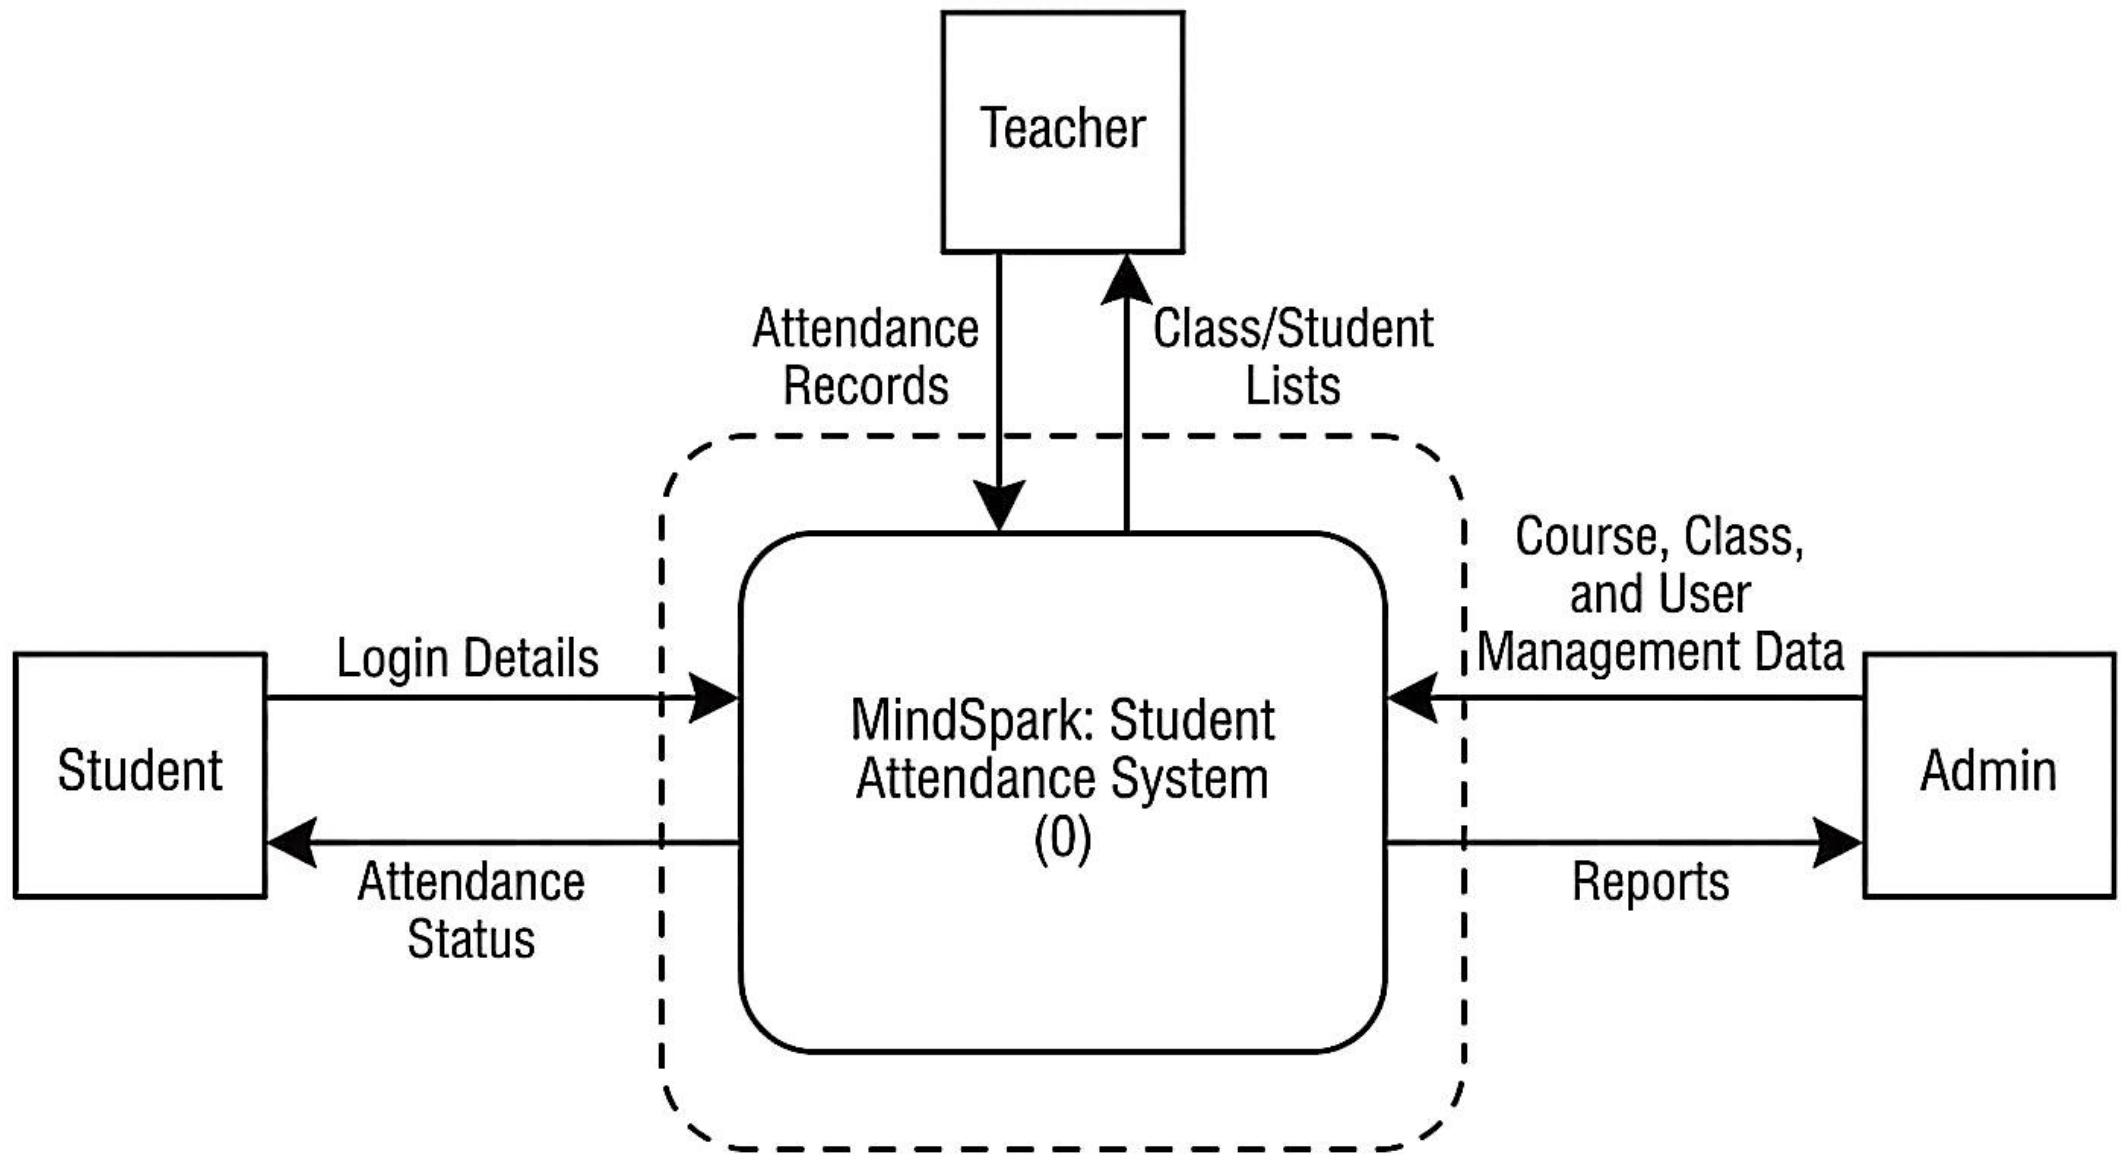 Teacher
Attendance
Records
Class/Student
Lists
Course, Class,
and User
Management Data
Login Details
Student
MindSpark: Student
Attendance System
(0)
Admin
Attendance
Status
Reports